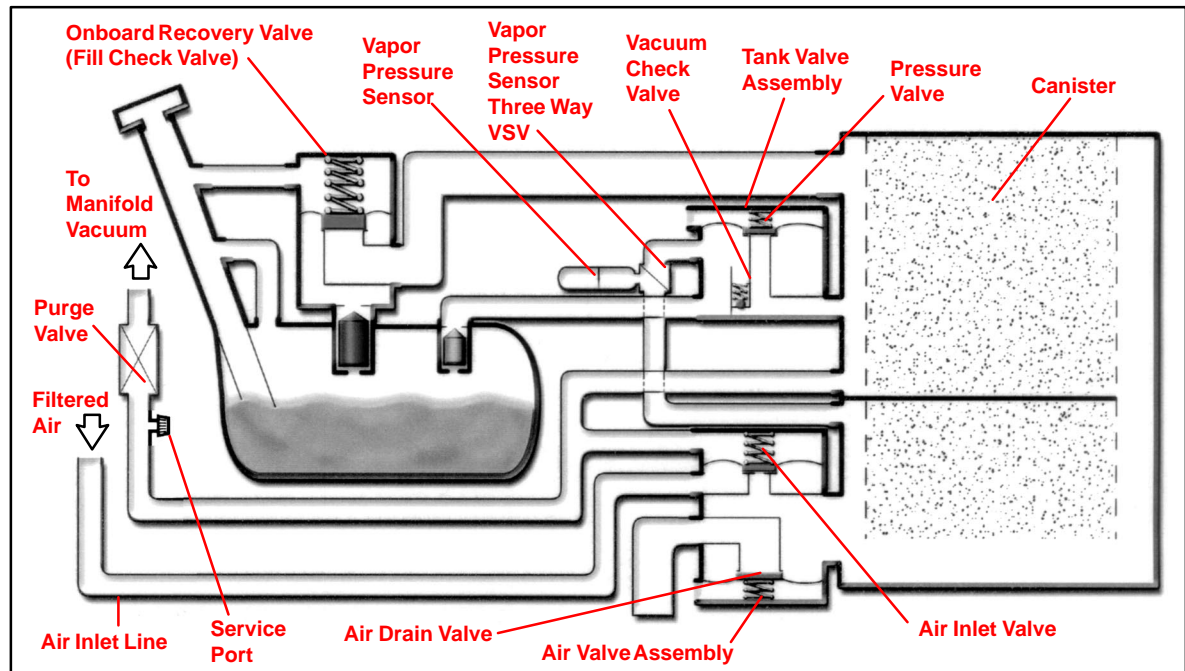 Onboard Recovery Valve
(Fill Check Valve)
Vapor
Pressure
Sensor
Vapor
Pressure
Sensor
Three Way
VSV
Vacuum
Check
Valve
Tank Valve
Assembly
Pressure
Valve
Canister
To
Manifold
Vacuum
Purge
Valve
Filtered
Air
Air Inlet Line
Service
Port
Air Drain Valve
Air Valve Assembly
Air Inlet Valve